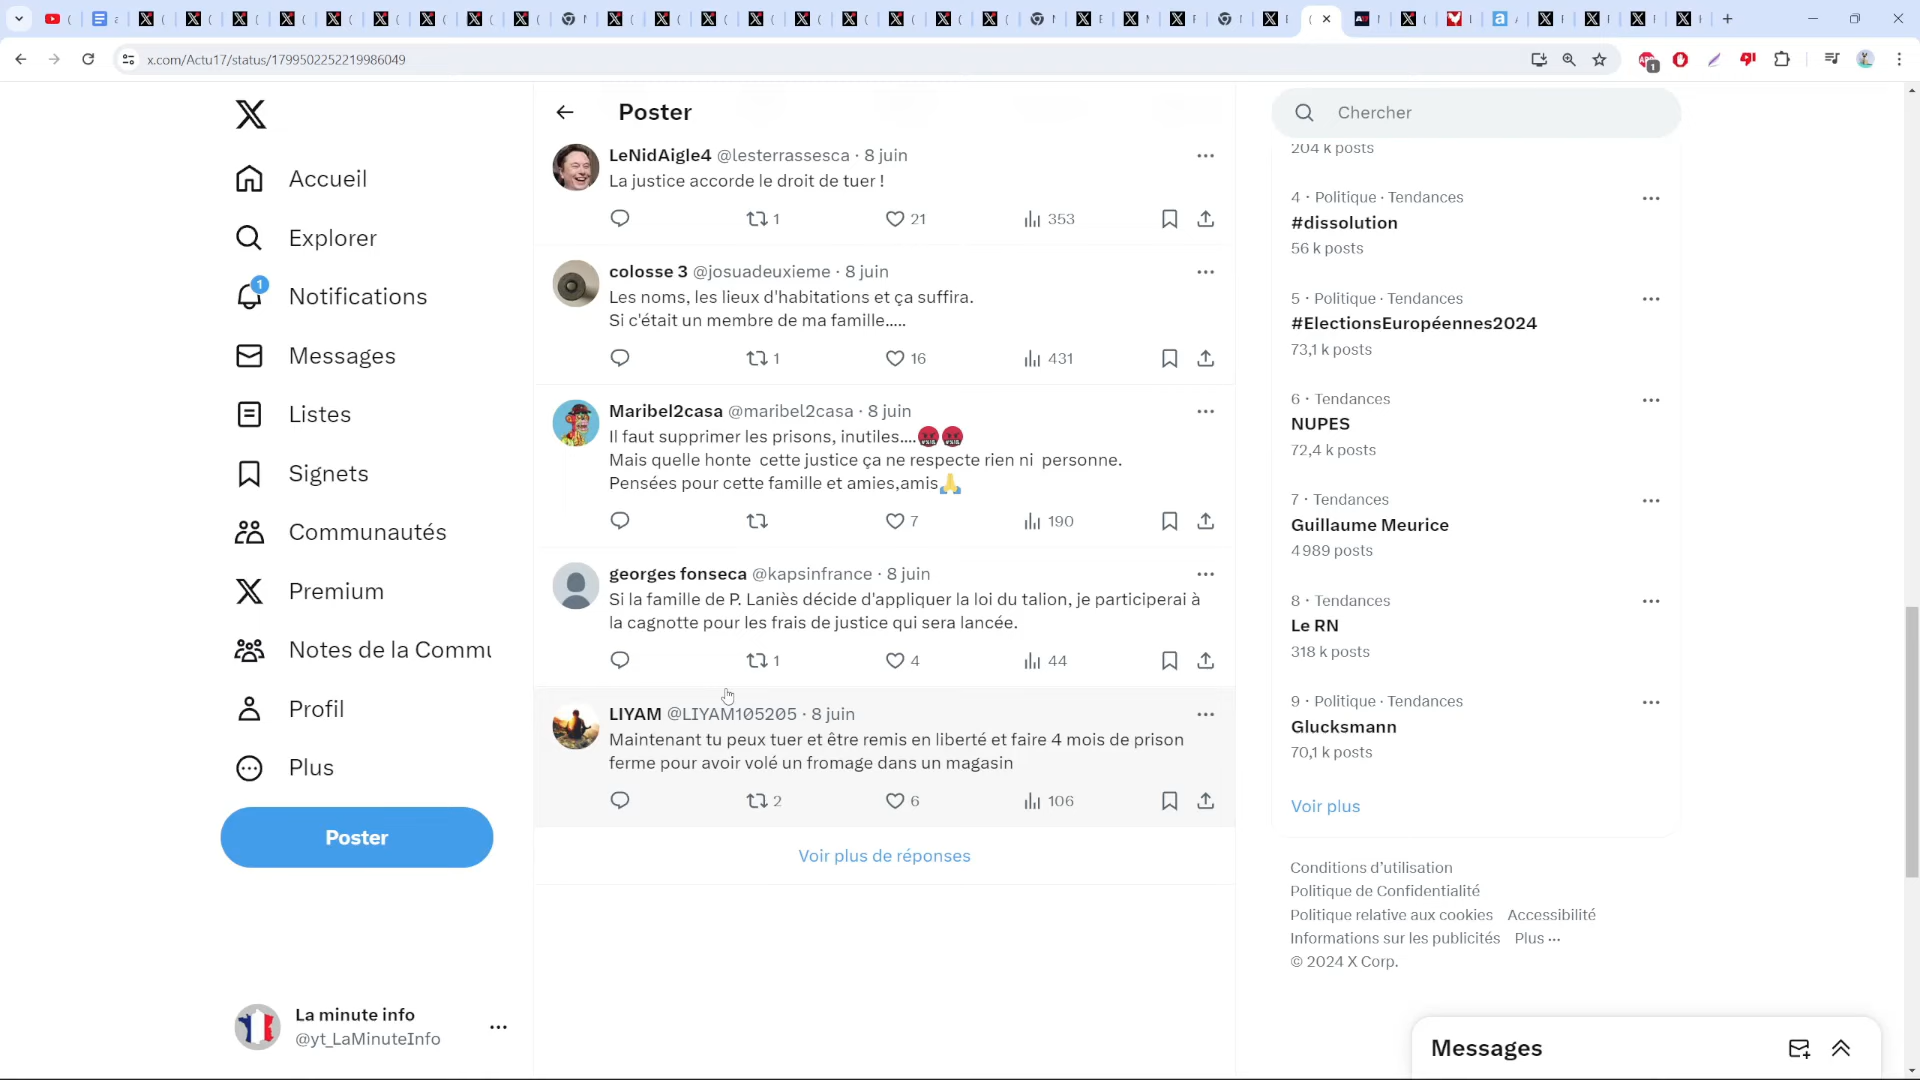 x.com/Actu17/status/1799502252219986049
1
Accueil
Explorer
1
Notifications
Messages
Listes
Signets
Communautés
Premium
Notes de la Commu
Profil
Plus
Poster
La minute info
@yt_LaMinuteInfo
Poster
LeNidAigle4 @lesterrassesca · 8 juin
La justice accorde le droit de tuer !
1 21 353
colosse 3 @josuadeuxieme · 8 juin
Les noms, les lieux d'habitations et ça suffira.
Si c'était un membre de ma famille.....
1 16 431
Maribel2casa @maribel2casa · 8 juin
Il faut supprimer les prisons, inutiles....🤬🤬
Mais quelle honte cette justice ça ne respecte rien ni personne.
Pensées pour cette famille et amies,amis🙏
7 190
georges fonseca @kapsinfrance · 8 juin
Si la famille de P. Laniès décide d'appliquer la loi du talion, je participerai à
la cagnotte pour les frais de justice qui sera lancée.
1 4 44
LIYAM @LIYAM105205 · 8 juin
Maintenant tu peux tuer et être remis en liberté et faire 4 mois de prison
ferme pour avoir volé un fromage dans un magasin
2 6 106
Voir plus de réponses
Chercher
204 k posts
4 · Politique · Tendances
#dissolution
56 k posts
5 · Politique · Tendances
#ElectionsEuropéennes2024
73,1 k posts
6 · Tendances
NUPES
72,4 k posts
7 · Tendances
Guillaume Meurice
4 989 posts
8 · Tendances
Le RN
318 k posts
9 · Politique · Tendances
Glucksmann
70,1 k posts
Voir plus
Conditions d'utilisation
Politique de Confidentialité
Politique relative aux cookies Accessibilité
Informations sur les publicités Plus ···
© 2024 X Corp.
Messages